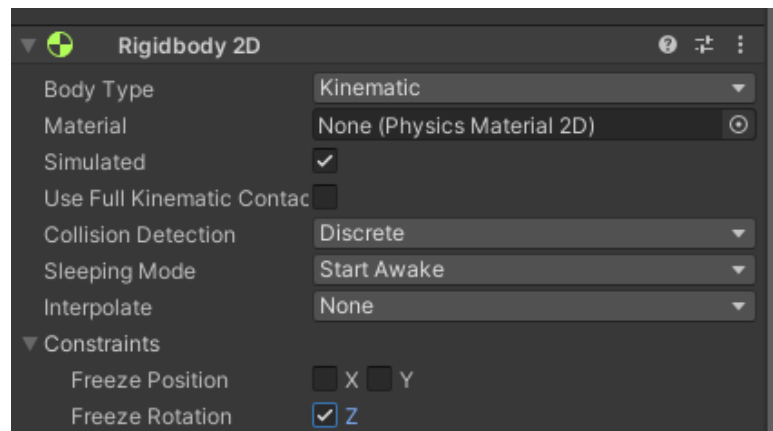 Rigidbody 2D
Body Type Kinematic
Material None (Physics Material 2D)
Simulated
Use Full Kinematic Contac
Collision Detection Discrete
Sleeping Mode Start Awake
Interpolate None
Constraints
Freeze Position X Y
Freeze Rotation Z